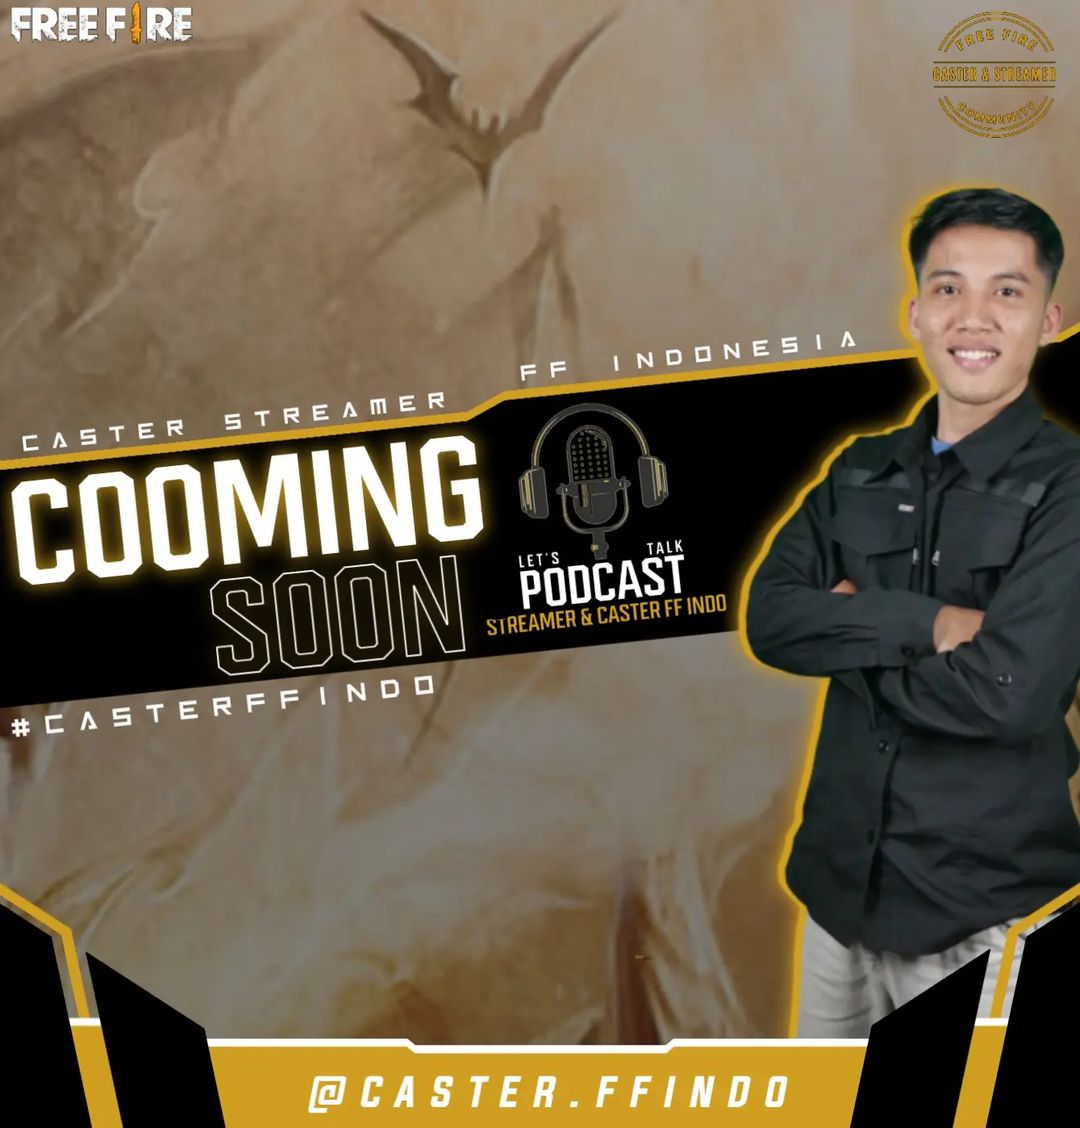 FREE FIRE
FREE FIRE
CASTER & STREAMER
COMMUNITY
CASTER STREAMER FF INDONESIA
COOMING
SOON
LET'S TALK
PODCAST
STREAMER & CASTER FF INDO
#CASTERFFINDO
@CASTER.FFINDO